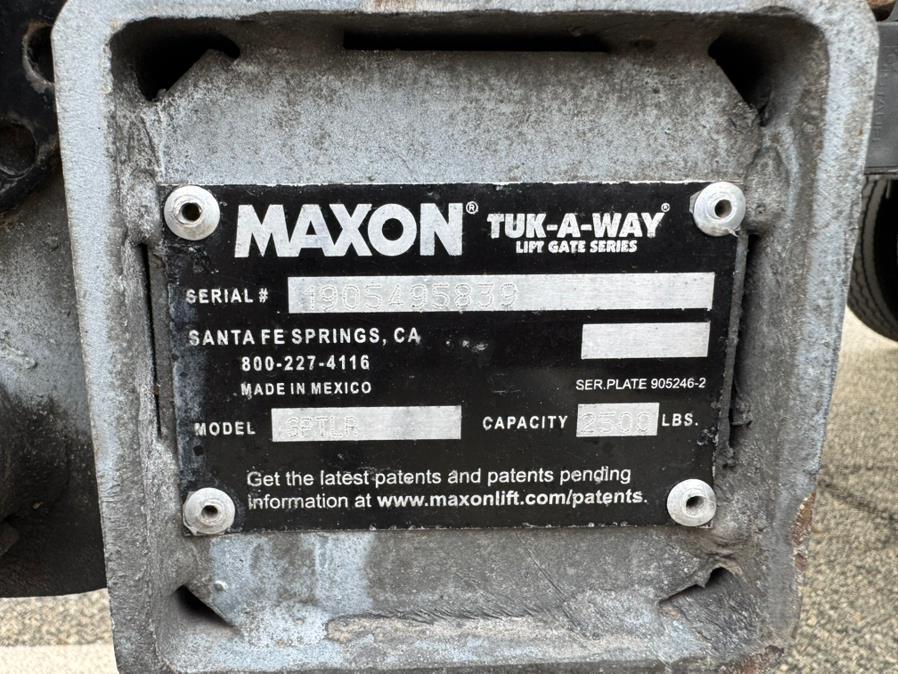 MAXON® TUK-A-WAY®
LIFT GATE SERIES
SERIAL # 1905495839
SANTA FE SPRINGS, CA
800-227-4116
MADE IN MEXICO
SER.PLATE 905246-2
MODEL GPTLR CAPACITY 2500 LBS.
Get the latest patents and patents pending
information at www.maxonlift.com/patents.